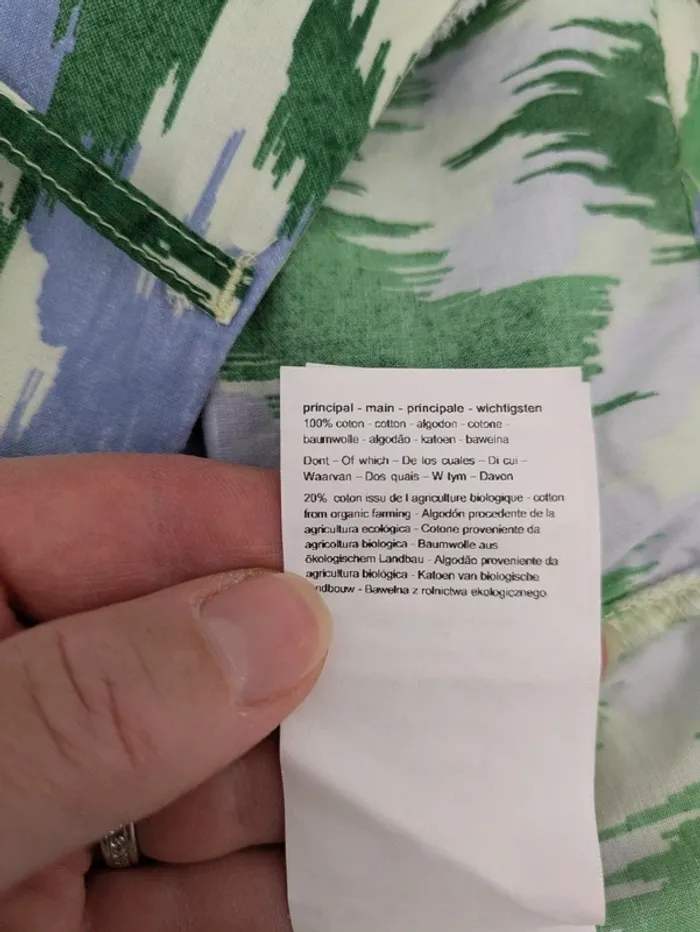 principal - main - principale - wichtigsten
100% coton - cotton - algodon - cotone -
baumwolle - algodão - katoen - bawełna
Dont – Of which – De los cuales – Di cui –
Waarvan – Dos quais – W tym – Davon
20% coton issu de l agriculture biologique - cotton
from organic farming - Algodón procedente de la
agricultura ecológica - Cotone proveniente da
agricoltura biologica - Baumwolle aus
ökologischem Landbau - Algodão proveniente da
agricultura biológica - Katoen van biologische
ndbouw - Bawełna z rolnictwa ekologicznego